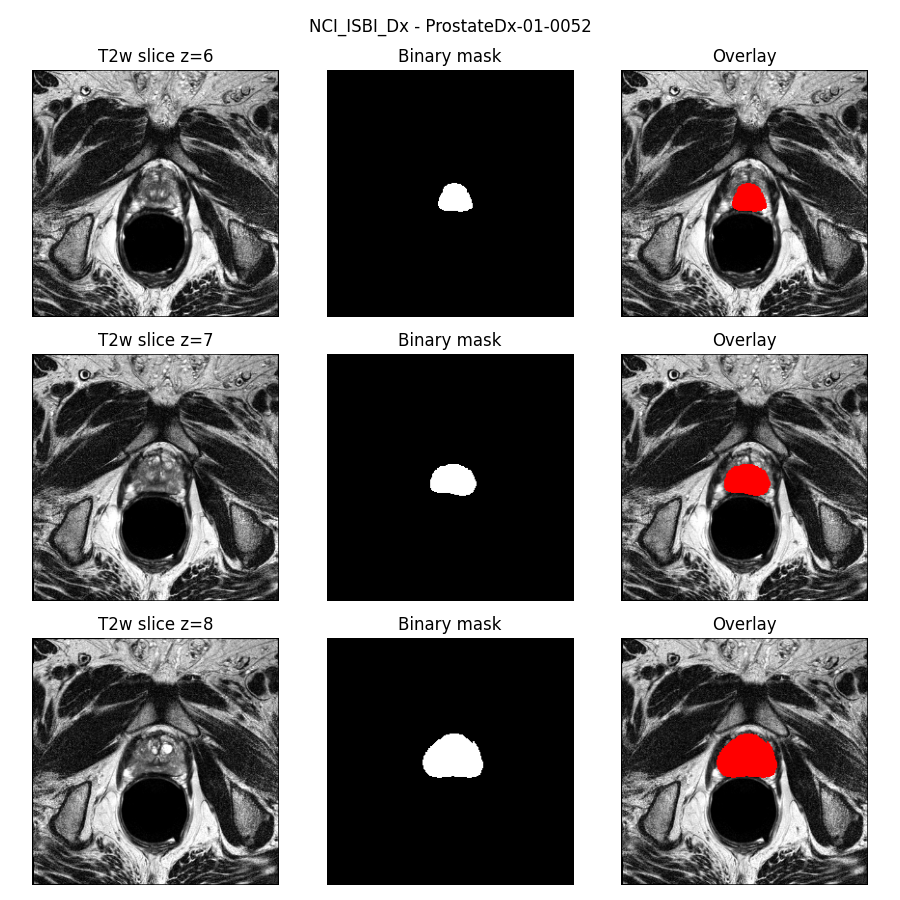 NCI_ISBI_Dx - ProstateDx-01-0052
T2w slice z=6
Binary mask
Overlay
T2w slice z=7
Binary mask
Overlay
T2w slice z=8
Binary mask
Overlay